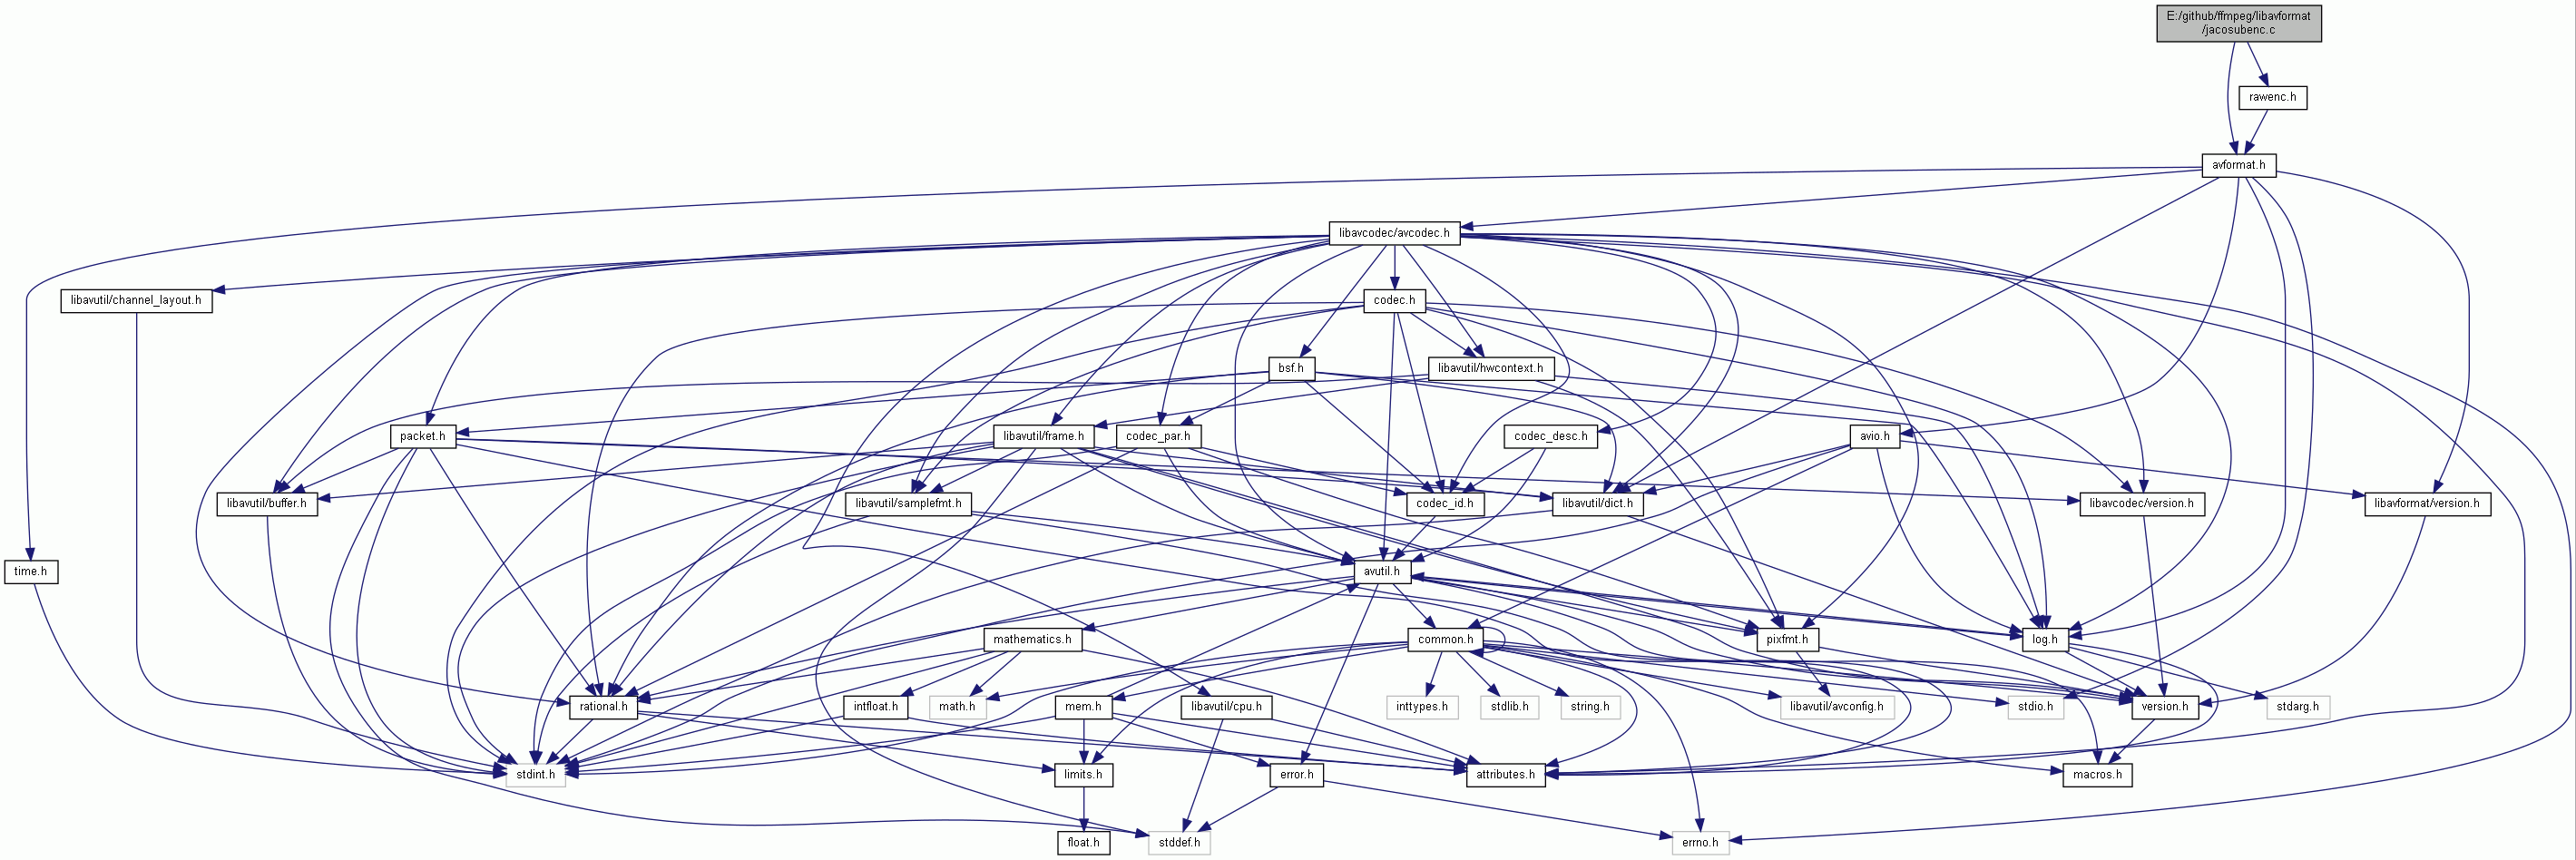 E:/github/ffmpeg/libavformat
/jacosubenc.c
rawenc.h
avformat.h
libavcodec/avcodec.h
libavutil/channel_layout.h
codec.h
bsf.h
libavutil/hwcontext.h
packet.h
libavutil/frame.h
codec_par.h
codec_desc.h
avio.h
libavutil/buffer.h
libavutil/samplefmt.h
codec_id.h
libavutil/dict.h
libavcodec/version.h
libavformat/version.h
time.h
avutil.h
mathematics.h
common.h
pixfmt.h
log.h
rational.h
intfloat.h
math.h
mem.h
libavutil/cpu.h
inttypes.h
stdlib.h
string.h
libavutil/avconfig.h
stdio.h
version.h
stdarg.h
stdint.h
limits.h
error.h
attributes.h
macros.h
float.h
stddef.h
errno.h